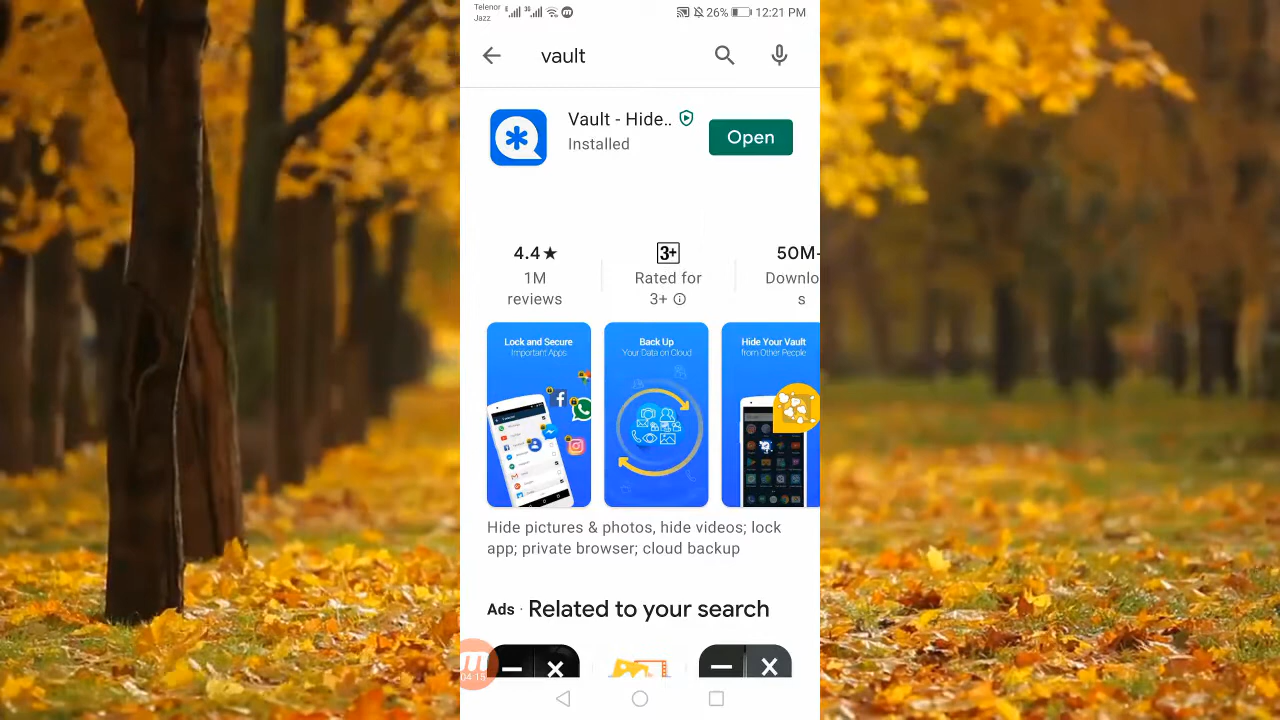 Telenor
Jazz
26% 12:21 PM
vault
Vault - Hide..
Installed
Open
4.4★
1M
reviews
3+
Rated for
3+
50M
Downlo
s
Lock and Secure
Important Apps
Back Up
Your Data on Cloud
Hide Your Vault
from Other People
Hide pictures & photos, hide videos; lock
app; private browser; cloud backup
Ads · Related to your search
04:15